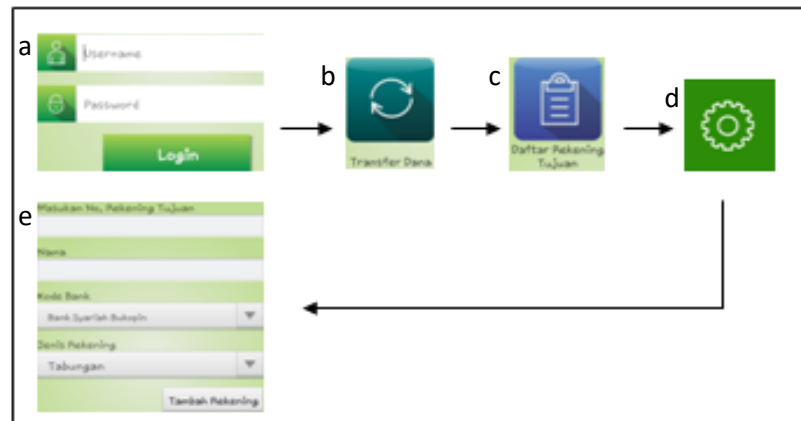 a
Username
Password
Login
b
Transfer Dana
c
Daftar Rekening
Tujuan
d
e
Masukan No, Rekening Tujuan
Nama
Kode Bank
Bank Syariah Bukopin
Jenis Rekening
Tabungan
Tambah Rekening